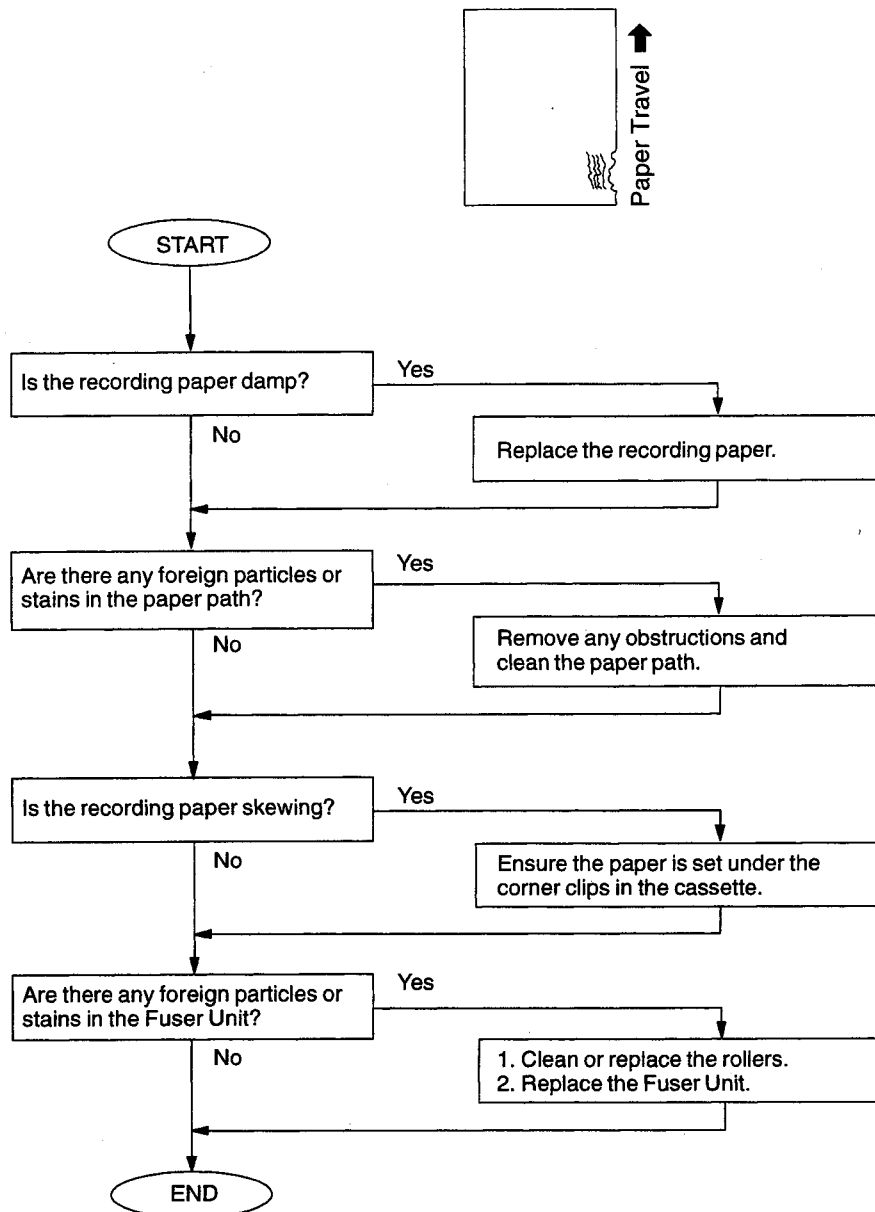 Paper Travel
START
Is the recording paper damp?
Yes
No
Replace the recording paper.
Are there any foreign particles or
stains in the paper path?
Yes
No
Remove any obstructions and
clean the paper path.
Is the recording paper skewing?
Yes
No
Ensure the paper is set under the
corner clips in the cassette.
Are there any foreign particles or
stains in the Fuser Unit?
Yes
No
1. Clean or replace the rollers.
2. Replace the Fuser Unit.
END